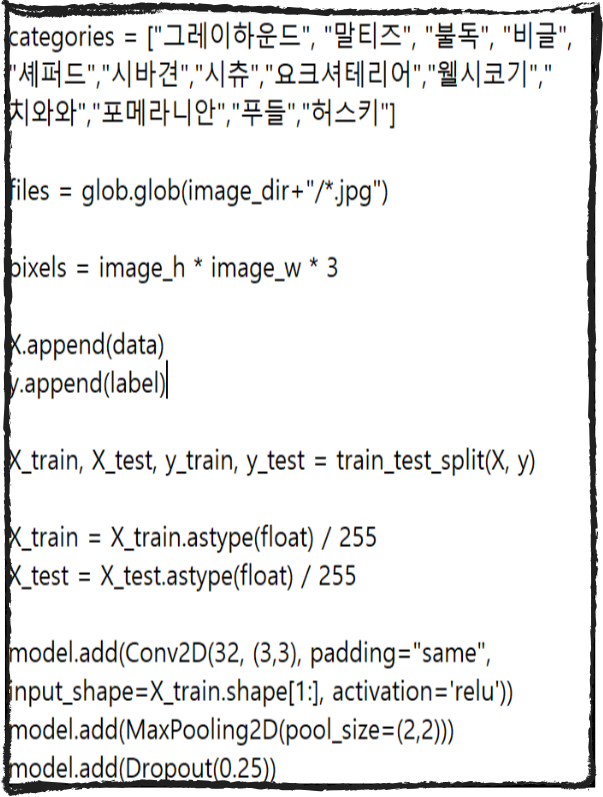 categories = ["그레이하운드", "말티즈", "불독", "비글",
"셰퍼드","시바견","시츄","요크셔테리어","웰시코기","
치와와","포메라니안","푸들","허스키"]
files = glob.glob(image_dir+"/*.jpg")
pixels = image_h * image_w * 3
X.append(data)
y.append(label)
X_train, X_test, y_train, y_test = train_test_split(X, y)
X_train = X_train.astype(float) / 255
X_test = X_test.astype(float) / 255
model.add(Conv2D(32, (3,3), padding="same",
input_shape=X_train.shape[1:], activation='relu'))
model.add(MaxPooling2D(pool_size=(2,2)))
model.add(Dropout(0.25))